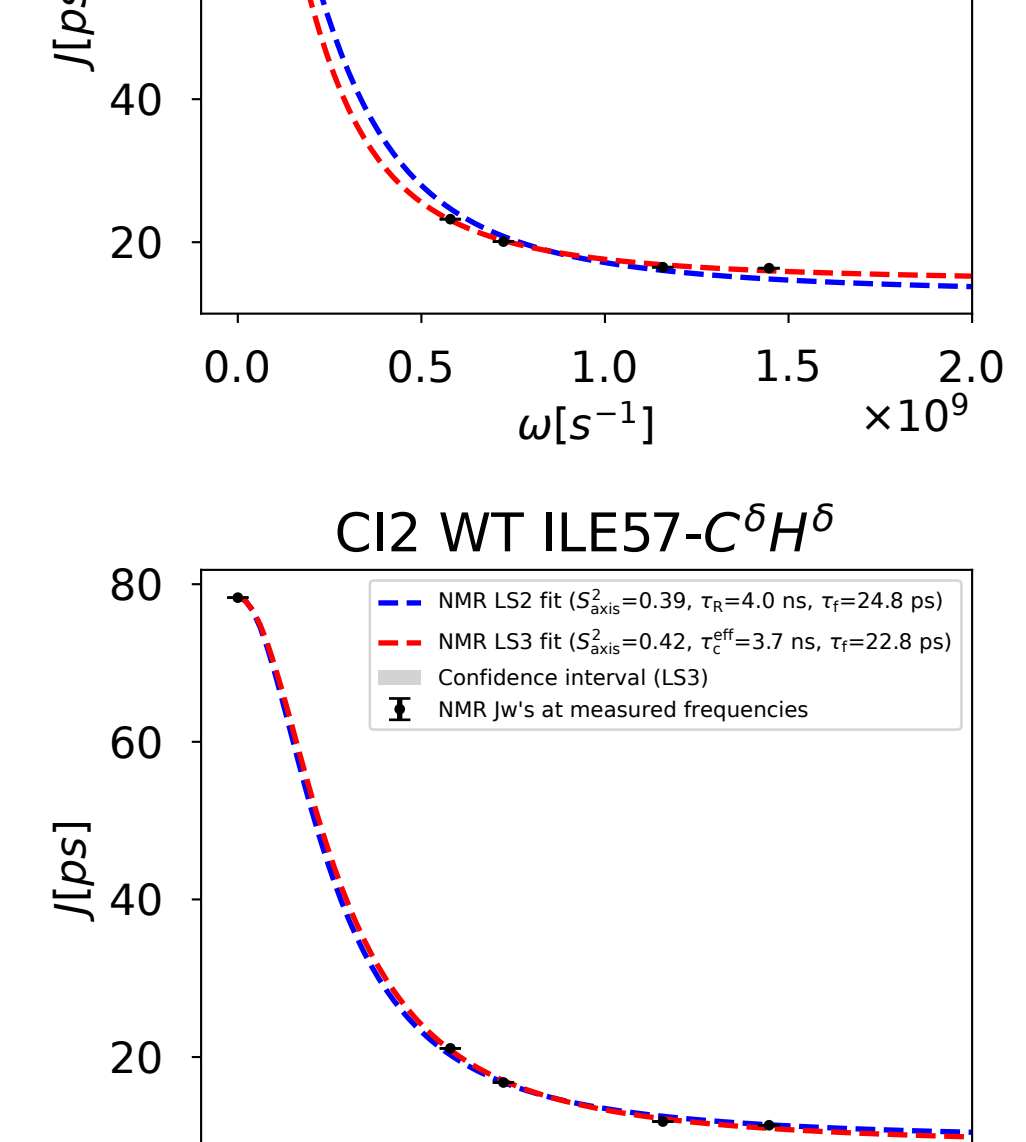 J[ps]
40
20
0.0 0.5 1.0 1.5 2.0
ω[s⁻¹] ×10⁹
CI2 WT ILE57-CᵟHᵟ
80
NMR LS2 fit (S²axis=0.39, τR=4.0 ns, τf=24.8 ps)
NMR LS3 fit (S²axis=0.42, τcᵉᶠᶠ=3.7 ns, τf=22.8 ps)
Confidence interval (LS3)
NMR Jw's at measured frequencies
60
J[ps]
40
20